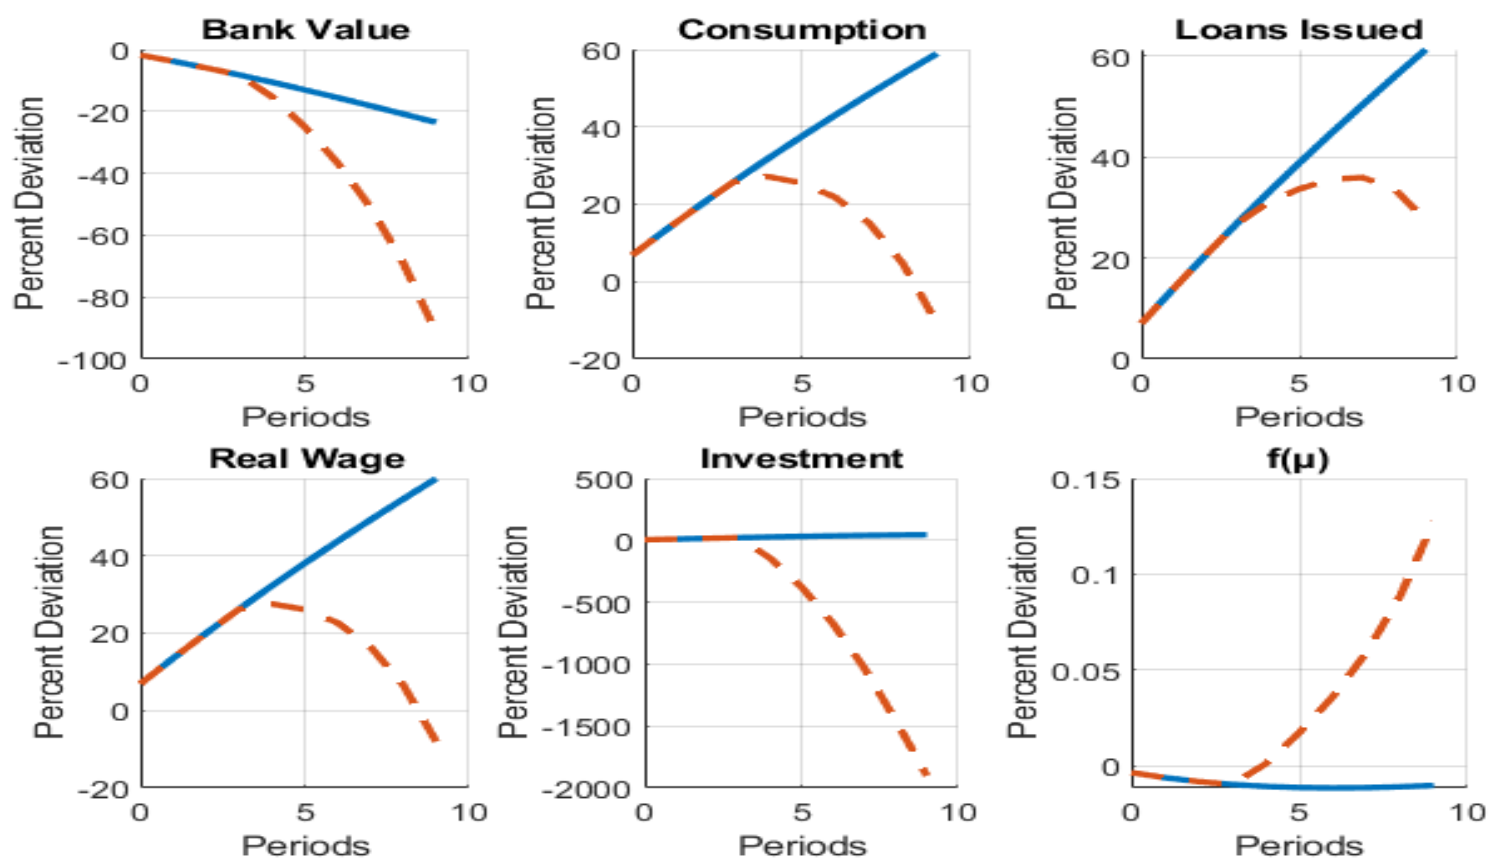 Bank Value
Percent Deviation
0
-20
-40
-60
-80
-100
0 5 10
Periods
Consumption
Percent Deviation
60
40
20
0
-20
0 5 10
Periods
Loans Issued
Percent Deviation
60
40
20
0
0 5 10
Periods
Real Wage
Percent Deviation
60
40
20
0
-20
0 5 10
Periods
Investment
Percent Deviation
500
0
-500
-1000
-1500
-2000
0 5 10
Periods
f(μ)
Percent Deviation
0.15
0.1
0.05
0
0 5 10
Periods